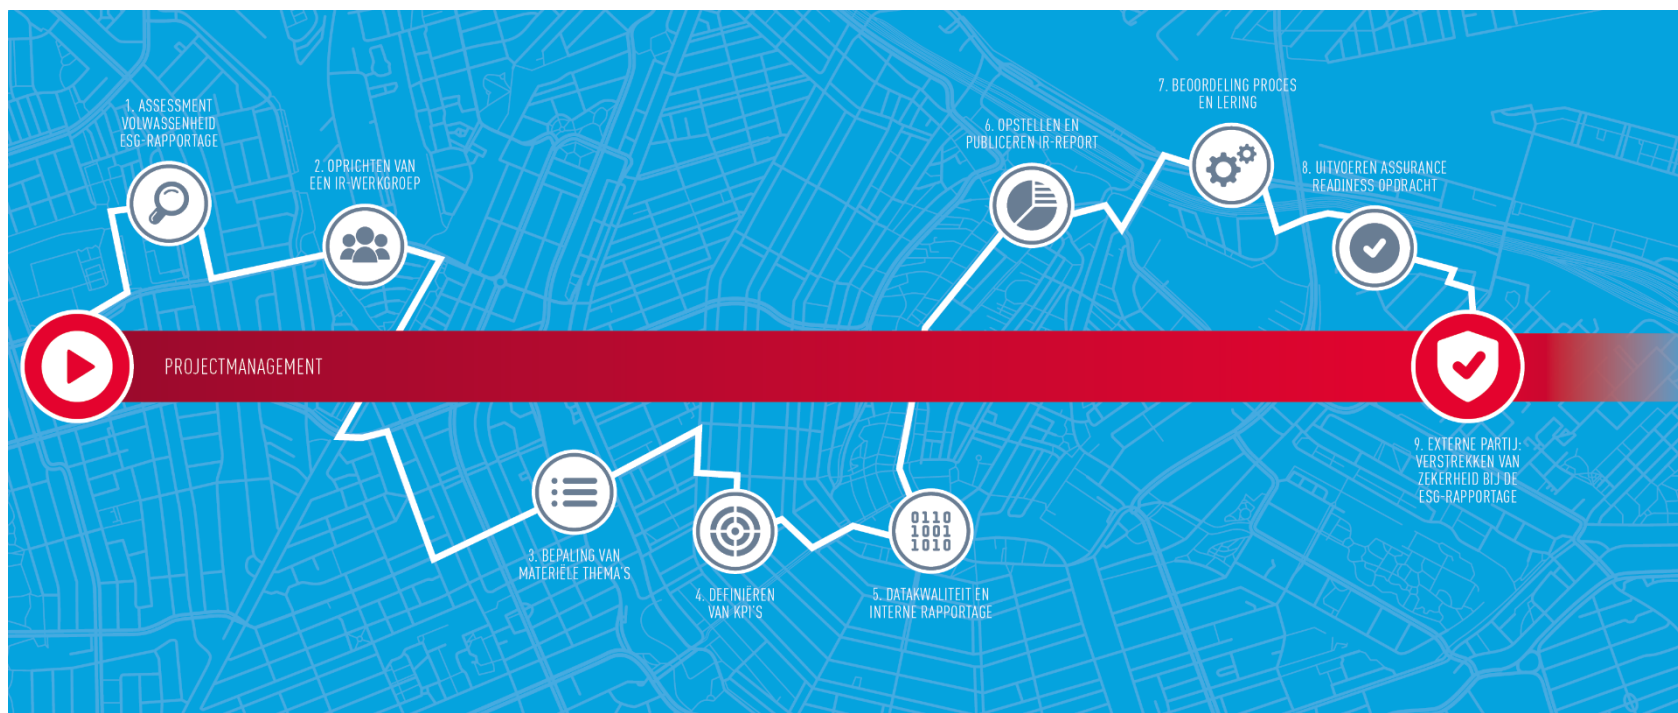 1. ASSESSMENT
VOLWASSENHEID
ESG-RAPPORTAGE
2. OPRICHTEN VAN
EEN IR-WERKGROEP
PROJECTMANAGEMENT
3. BEPALING VAN
MATERIËLE THEMA'S
4. DEFINIËREN
VAN KPI'S
0110
1001
1010
5. DATAKWALITEIT EN
INTERNE RAPPORTAGE
6. OPSTELLEN EN
PUBLICEREN IR-REPORT
7. BEOORDELING PROCES
EN LERING
8. UITVOEREN ASSURANCE
READINESS OPDRACHT
9. EXTERNE PARTIJ:
VERSTREKKEN VAN
ZEKERHEID BIJ DE
ESG-RAPPORTAGE